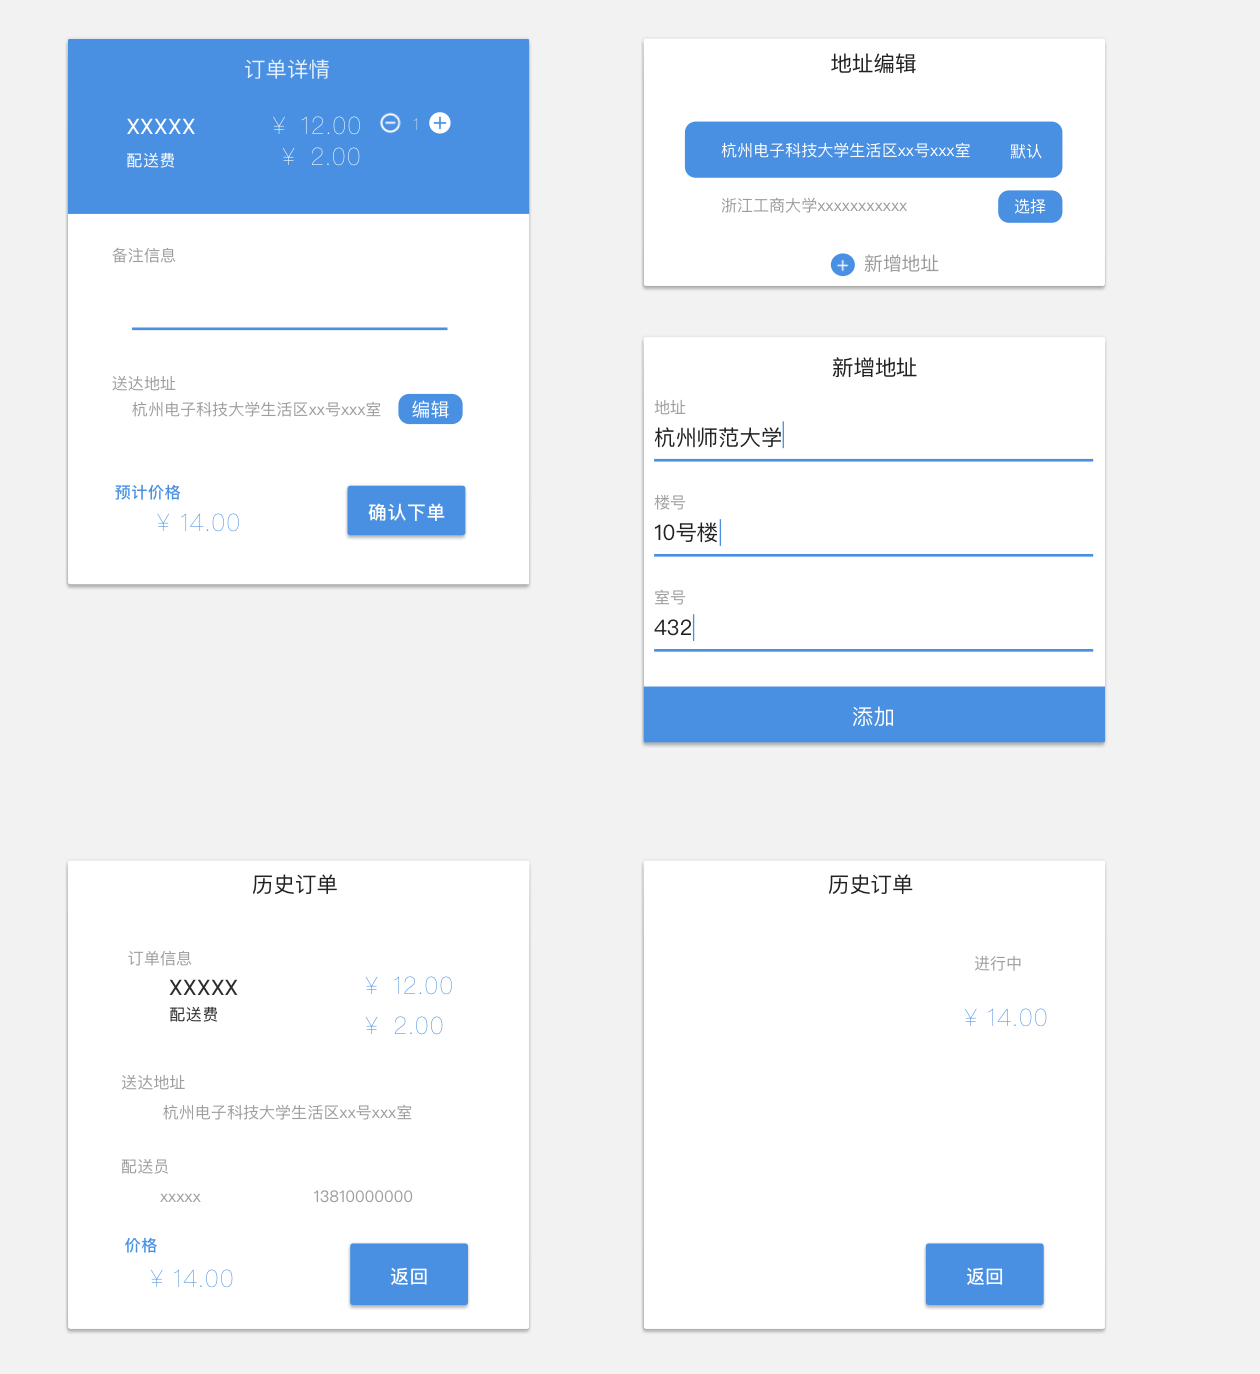 订单详情
XXXXX ¥ 12.00 1
配送费 ¥ 2.00
备注信息
送达地址
杭州电子科技大学生活区xx号xxx室 编辑
预计价格
¥ 14.00
确认下单
地址编辑
杭州电子科技大学生活区xx号xxx室 默认
浙江工商大学xxxxxxxxxxx 选择
新增地址
新增地址
地址
杭州师范大学
楼号
10号楼
室号
432
添加
历史订单
订单信息
XXXXX ¥ 12.00
配送费 ¥ 2.00
送达地址
杭州电子科技大学生活区xx号xxx室
配送员
xxxxx 13810000000
价格
¥ 14.00
返回
历史订单
进行中
¥ 14.00
返回